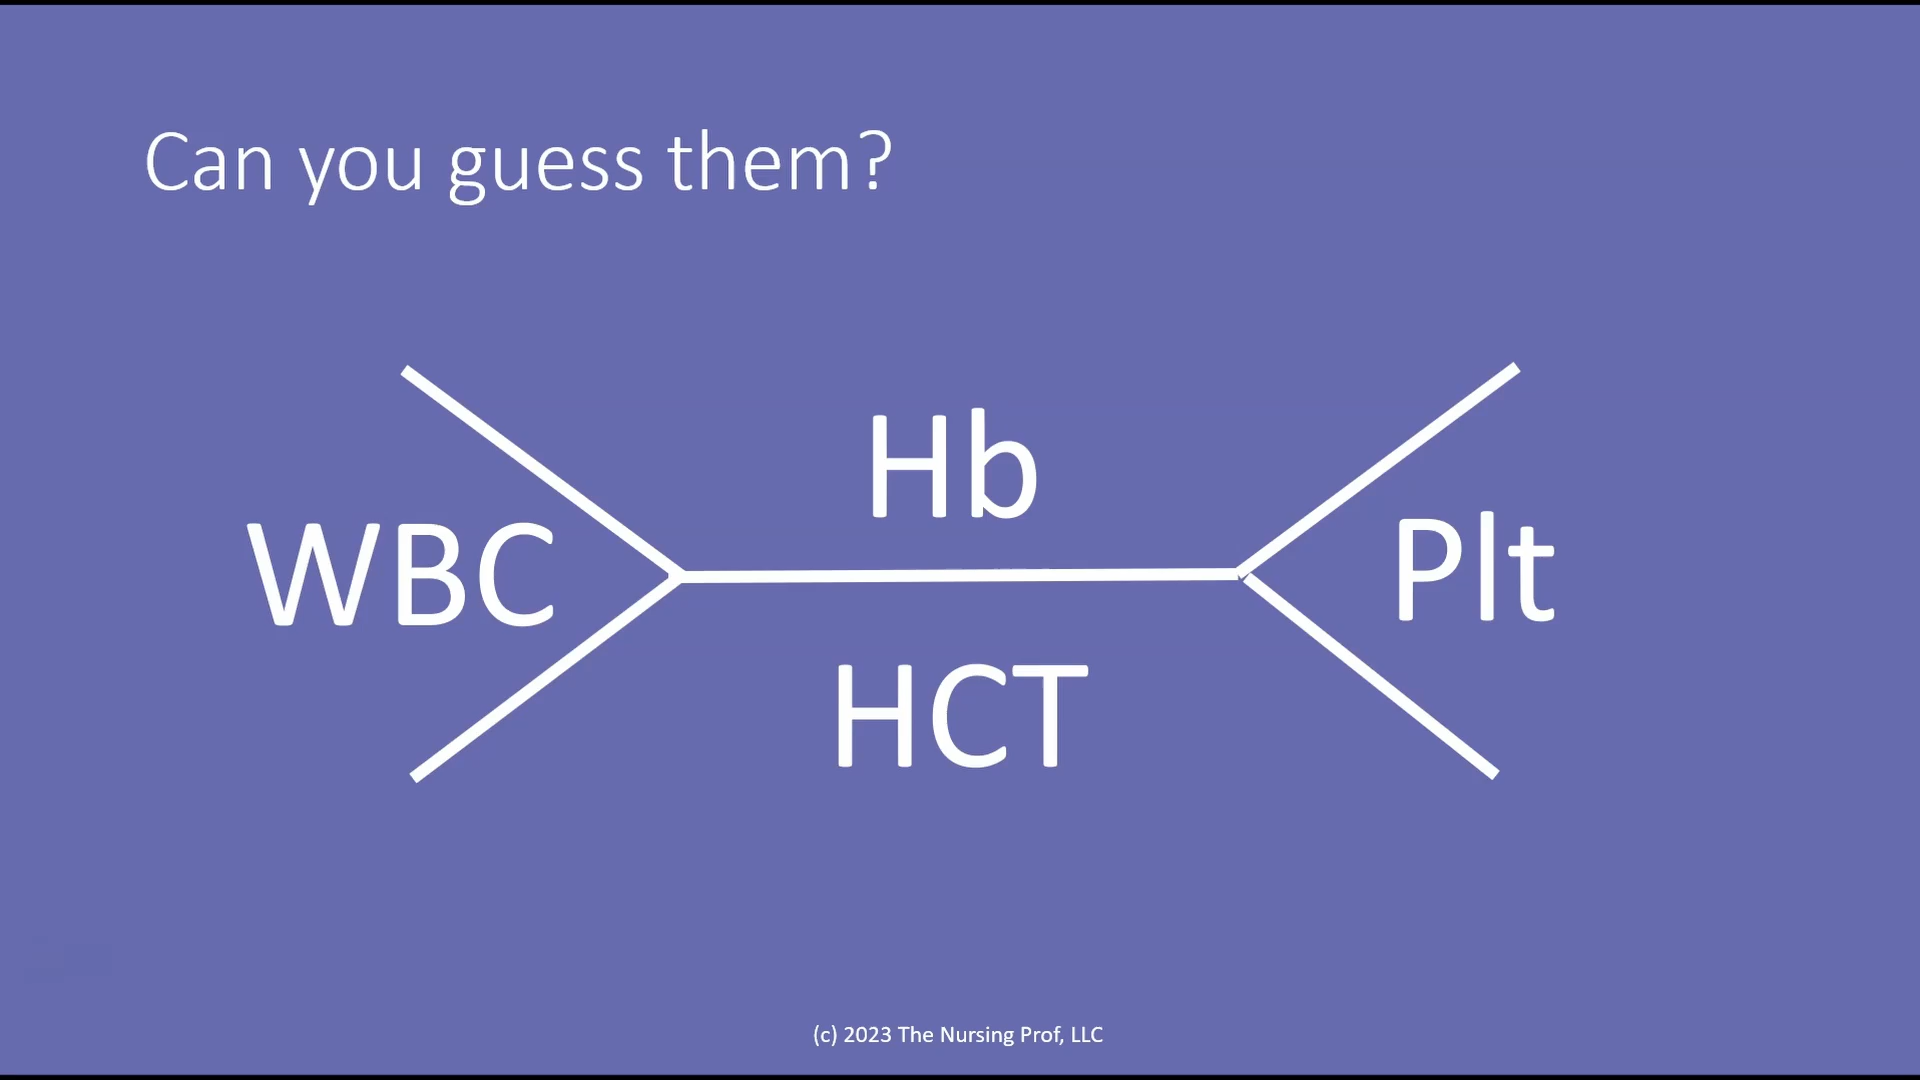 Can you guess them?
Hb
WBC
Plt
HCT
(c) 2023 The Nursing Prof, LLC